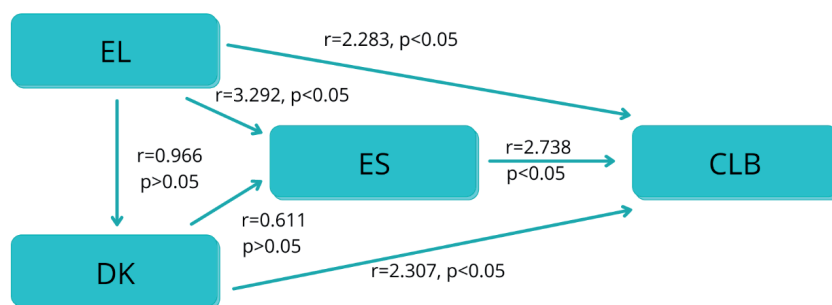 EL
r=2.283, p<0.05
r=3.292, p<0.05
r=0.966
p>0.05
ES
r=2.738
p<0.05
CLB
r=0.611
p>0.05
DK
r=2.307, p<0.05